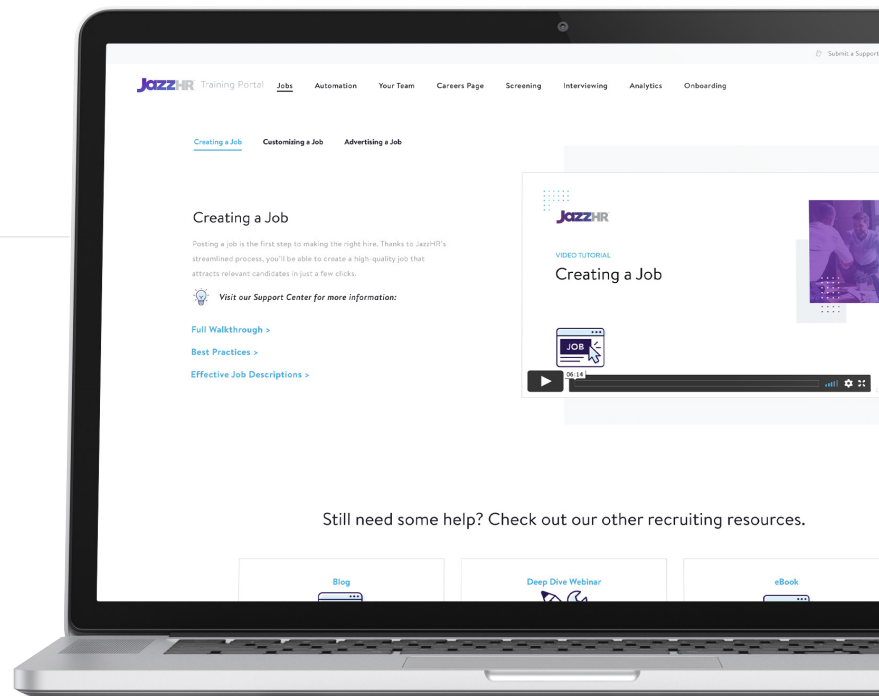 Submit a Support
JazzHR Training Portal Jobs Automation Your Team Careers Page Screening Interviewing Analytics Onboarding
Creating a Job Customizing a Job Advertising a Job
Creating a Job
Posting a job is the first step to making the right hire. Thanks to JazzHR's
streamlined process, you'll be able to create a high-quality job that
attracts relevant candidates in just a few clicks.
Visit our Support Center for more information:
Full Walkthrough >
Best Practices >
Effective Job Descriptions >
JazzHR
VIDEO TUTORIAL
Creating a Job
JOB
06:14
Still need some help? Check out our other recruiting resources.
Blog Deep Dive Webinar eBook